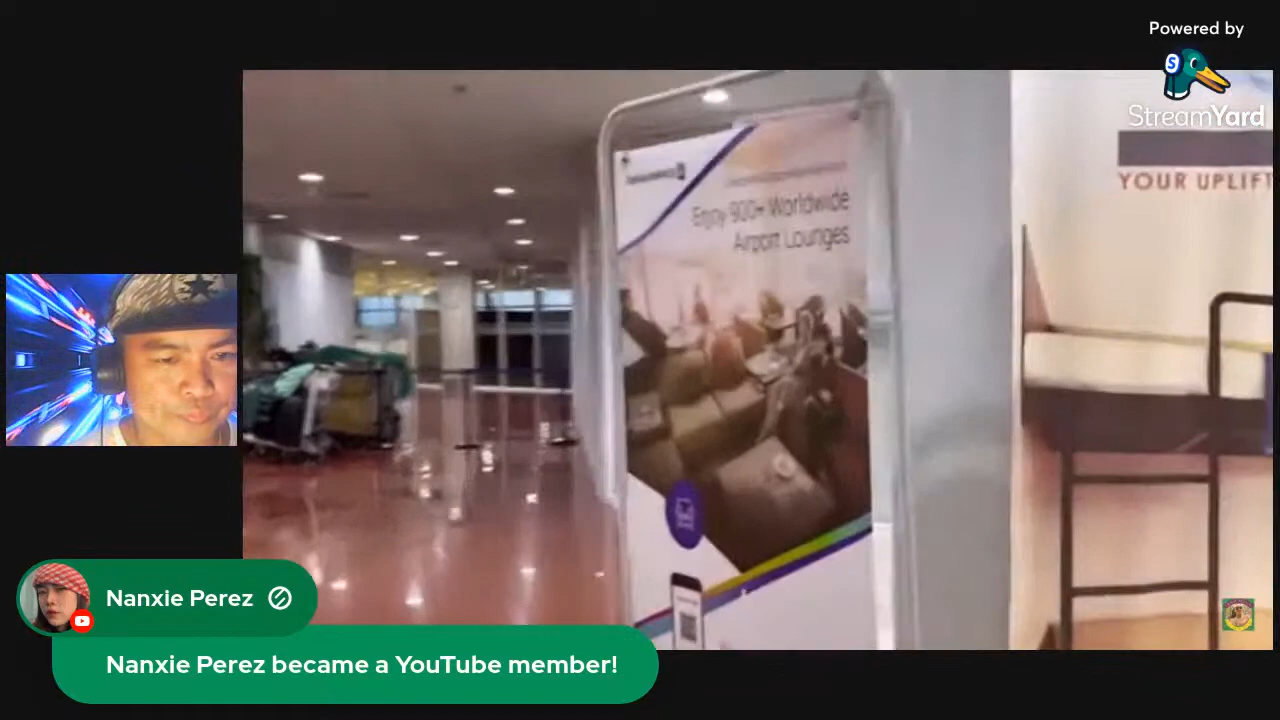 Powered by
StreamYard
YOUR UPLIFT
Enjoy 900+ Worldwide
Airport Lounges
Nanxie Perez
Nanxie Perez became a YouTube member!